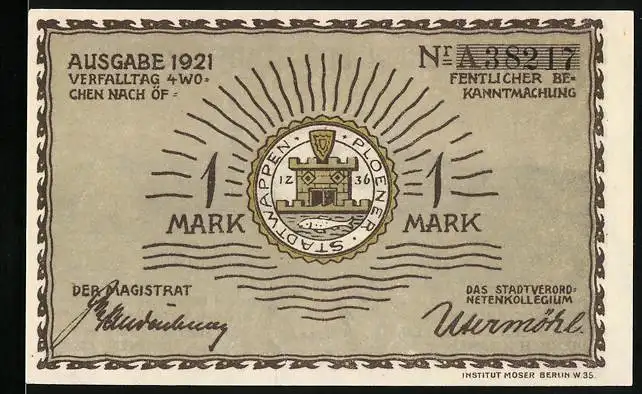 AUSGABE 1921
VERFALLTAG 4 WO-
CHEN NACH ÖF-
Nr A38217
FENTLICHER BE-
KANNTMACHUNG
PLOENER STADTWAPPEN
12 36
1 MARK
1 MARK
DER MAGISTRAT
DAS STADTVEROrd-
NETENKOLLEGIUM
Utermöhl.
INSTITUT MOSER BERLIN W.35.